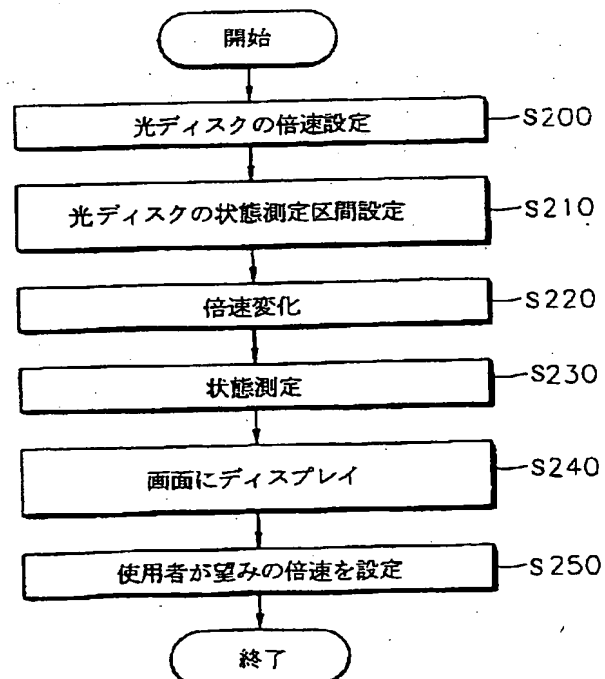 開始
光ディスクの倍速設定 S200
光ディスクの状態測定区間設定 S210
倍速変化 S220
状態測定 S230
画面にディスプレイ S240
使用者が望みの倍速を設定 S250
終了